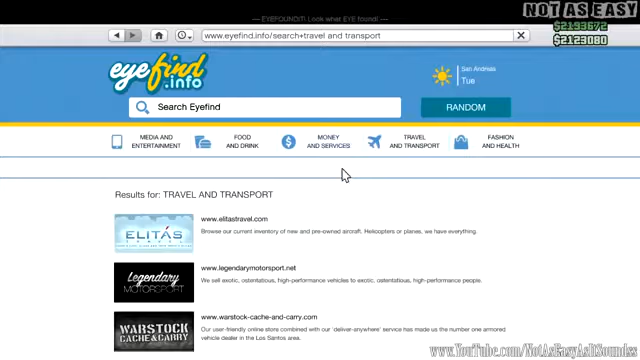 EYEFOUNDIT! Look what EYE found!
NOT AS EASY
$2193672
$2123080
www.eyefind.info/search+travel and transport
eyefind
.info
San Andreas
Tue
Search Eyefind
RANDOM
MEDIA AND
ENTERTAINMENT
FOOD
AND DRINK
MONEY
AND SERVICES
TRAVEL
AND TRANSPORT
FASHION
AND HEALTH
Results for: TRAVEL AND TRANSPORT
ELITÁS
TRAVEL
www.elitastravel.com
Browse our current inventory of new and pre-owned aircraft. Helicopters or planes, we have everything.
Legendary
MOTORSPORT
www.legendarymotorsport.net
We sell exotic, ostentatious, high-performance vehicles to exotic, ostentatious, high-performance people.
WARSTOCK
CACHE & CARRY
www.warstock-cache-and-carry.com
Our user-friendly online store combined with our 'deliver-anywhere' service has made us the number one armored
vehicle dealer in the Los Santos area.
www.YouTube.com/NotAsEasyAsItSoundss